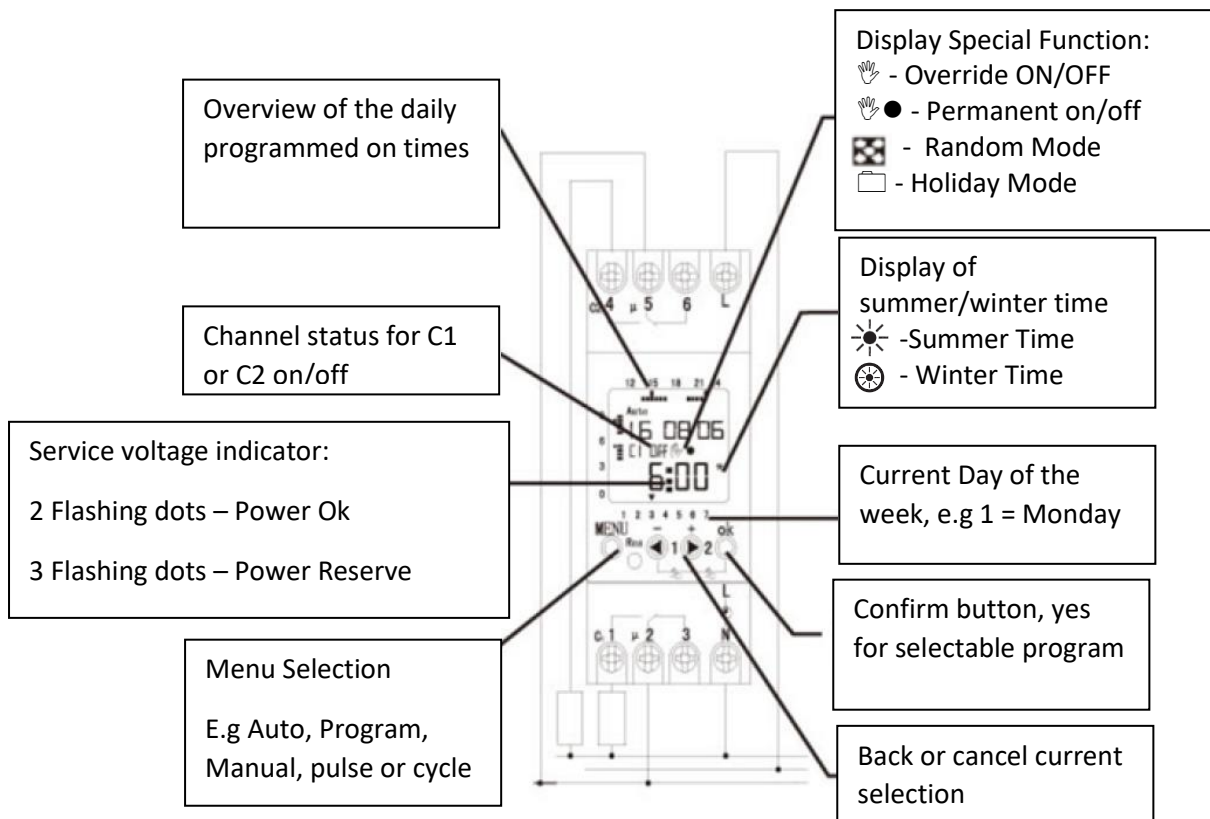 Display Special Function:
👋 - Override ON/OFF
👋● - Permanent on/off
- Random Mode
- Holiday Mode
Overview of the daily
programmed on times
Display of
summer/winter time
-Summer Time
- Winter Time
Channel status for C1
or C2 on/off
Service voltage indicator:
2 Flashing dots – Power Ok
3 Flashing dots – Power Reserve
Current Day of the
week, e.g 1 = Monday
Confirm button, yes
for selectable program
Menu Selection
E.g Auto, Program,
Manual, pulse or cycle
Back or cancel current
selection
4 μ 5 6 L
12 15 18 21 24
Auto
16 08 06
6
C1 OFF
3
6:00
0
1 2 3 4 5 6 7
MENU - + ok
1 2
L
1 μ 2 3 N